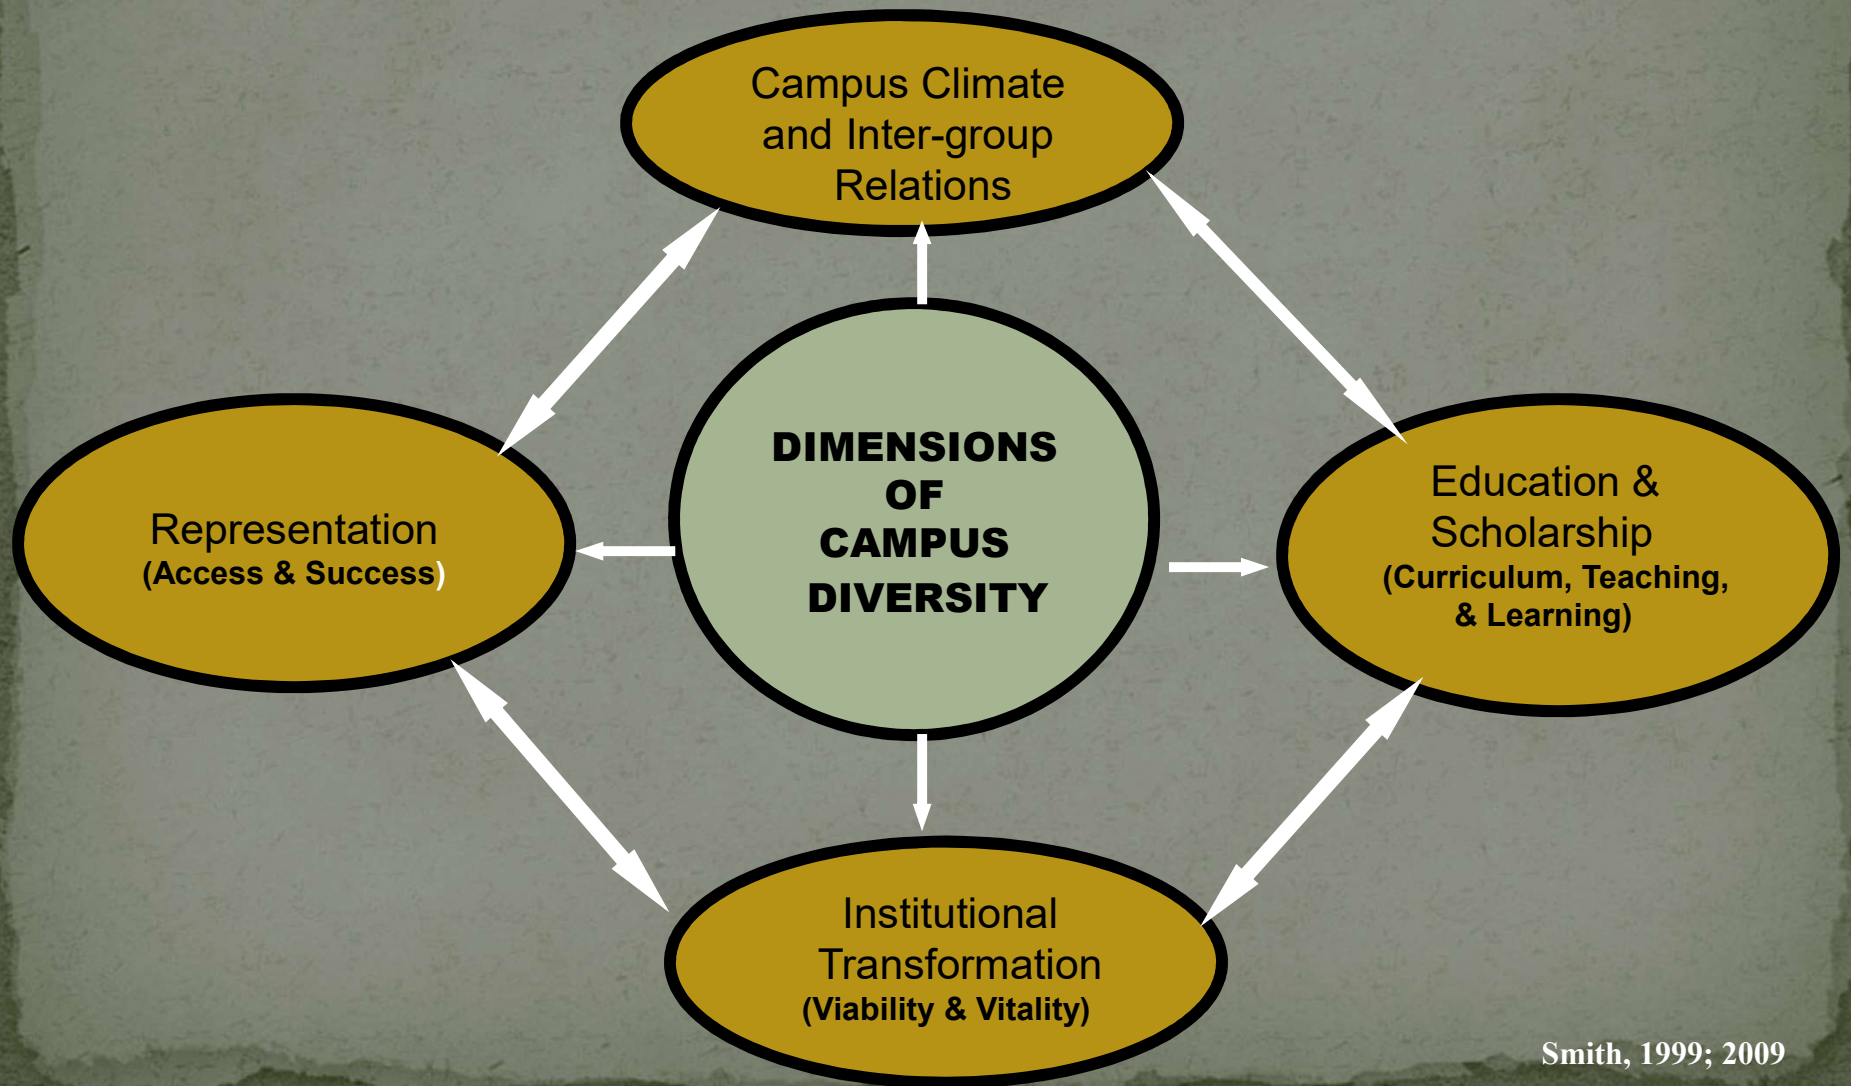 Campus Climate
and Inter-group
Relations
DIMENSIONS
OF
CAMPUS
DIVERSITY
Representation
(Access & Success)
Education &
Scholarship
(Curriculum, Teaching,
& Learning)
Institutional
Transformation
(Viability & Vitality)
Smith, 1999; 2009